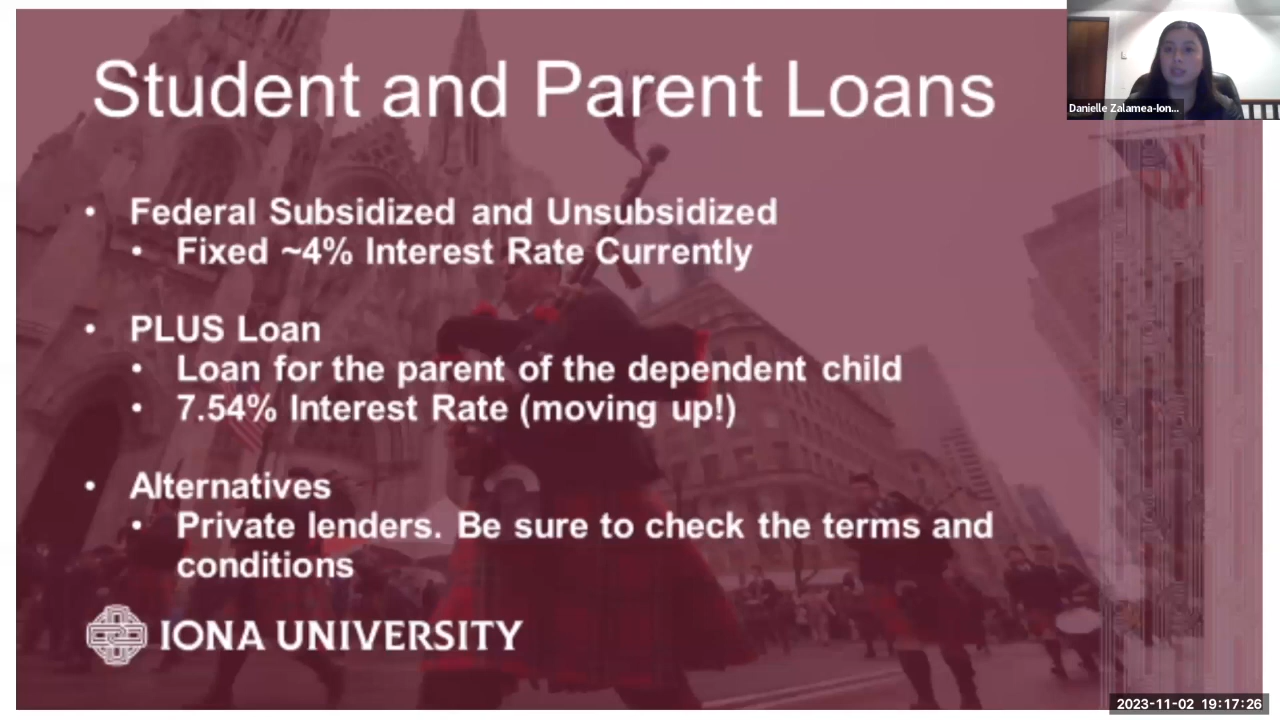 Student and Parent Loans
Danielle Zalamea-Ion...
• Federal Subsidized and Unsubsidized
• Fixed ~4% Interest Rate Currently
• PLUS Loan
• Loan for the parent of the dependent child
• 7.54% Interest Rate (moving up!)
• Alternatives
• Private lenders. Be sure to check the terms and
conditions
IONA UNIVERSITY
2023-11-02 19:17:26